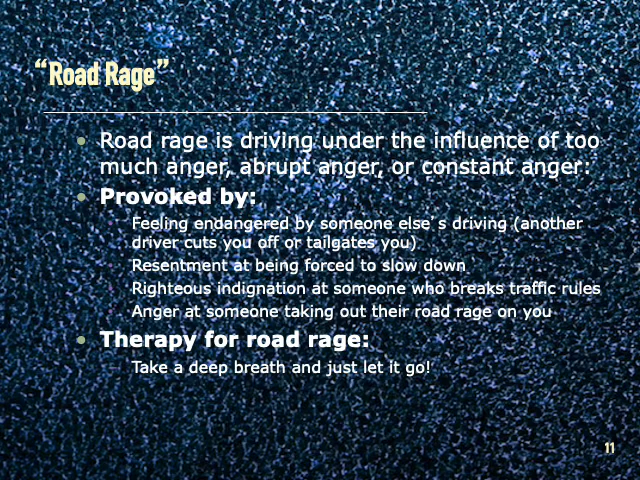 “Road Rage”
Road rage is driving under the influence of too
much anger, abrupt anger, or constant anger:
Provoked by:
Feeling endangered by someone else’s driving (another
driver cuts you off or tailgates you)
Resentment at being forced to slow down
Righteous indignation at someone who breaks traffic rules
Anger at someone taking out their road rage on you
Therapy for road rage:
Take a deep breath and just let it go!
11